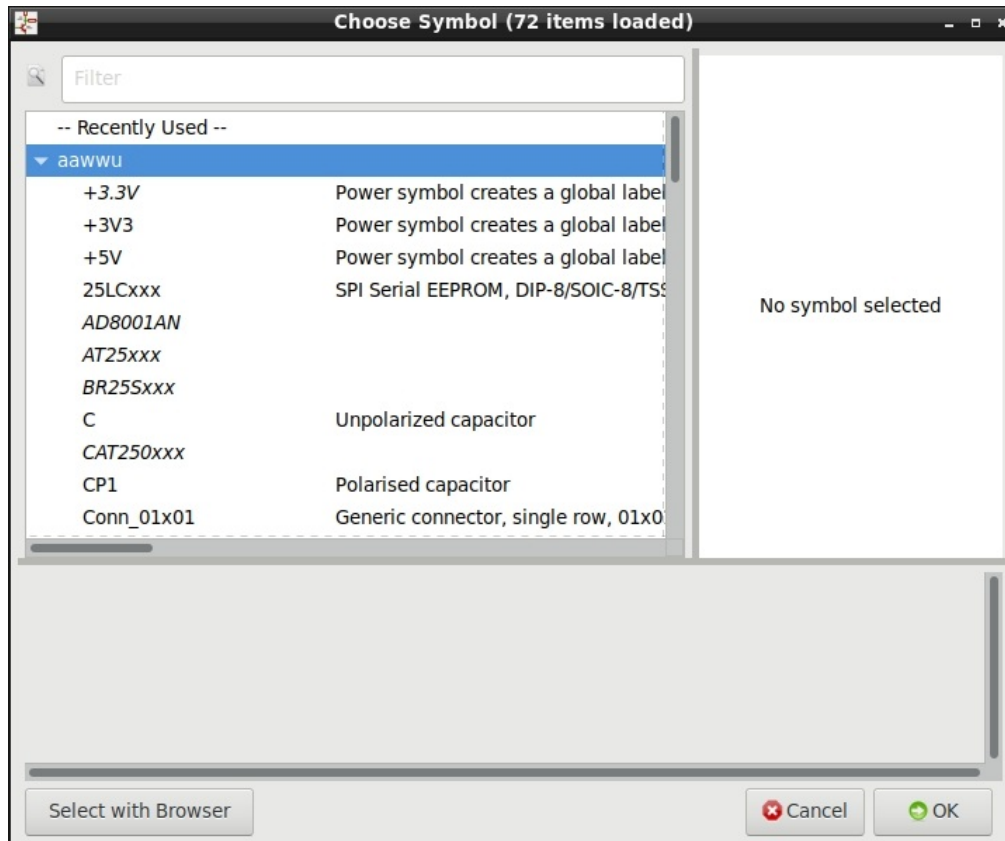 Choose Symbol (72 items loaded)
Filter
-- Recently Used --
aawwu
+3.3V Power symbol creates a global label
+3V3 Power symbol creates a global label
+5V Power symbol creates a global label
25LCxxx SPI Serial EEPROM, DIP-8/SOIC-8/TSS
AD8001AN
AT25xxx
BR25Sxxx
C Unpolarized capacitor
CAT250xxx
CP1 Polarised capacitor
Conn_01x01 Generic connector, single row, 01x0
No symbol selected
Select with Browser
Cancel
OK